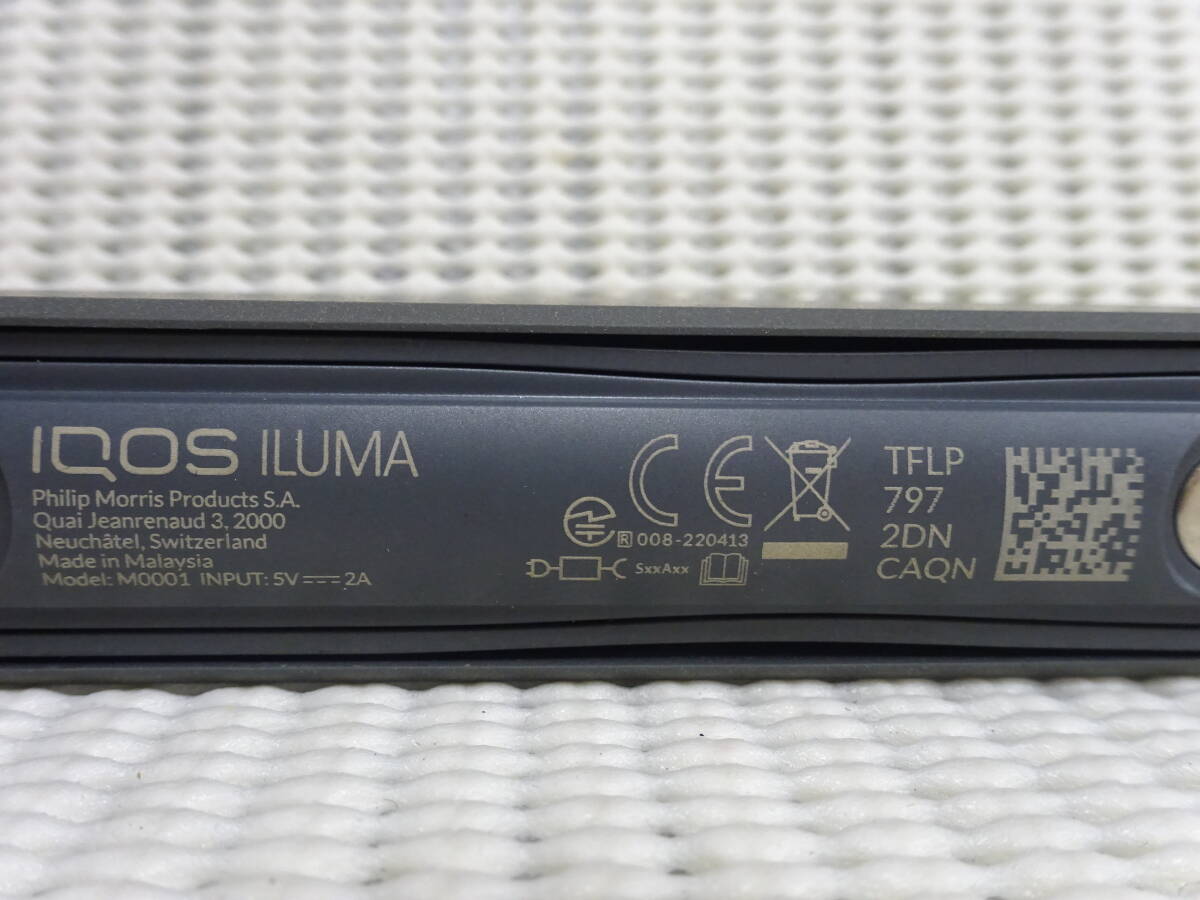 IQOS ILUMA
Philip Morris Products S.A.
Quai Jeanrenaud 3, 2000
Neuchâtel, Switzerland
Made in Malaysia
Model: M0001 INPUT: 5V⎓2A
CE
R 008-220413
SxxAxx
TFLP
797
2DN
CAQN